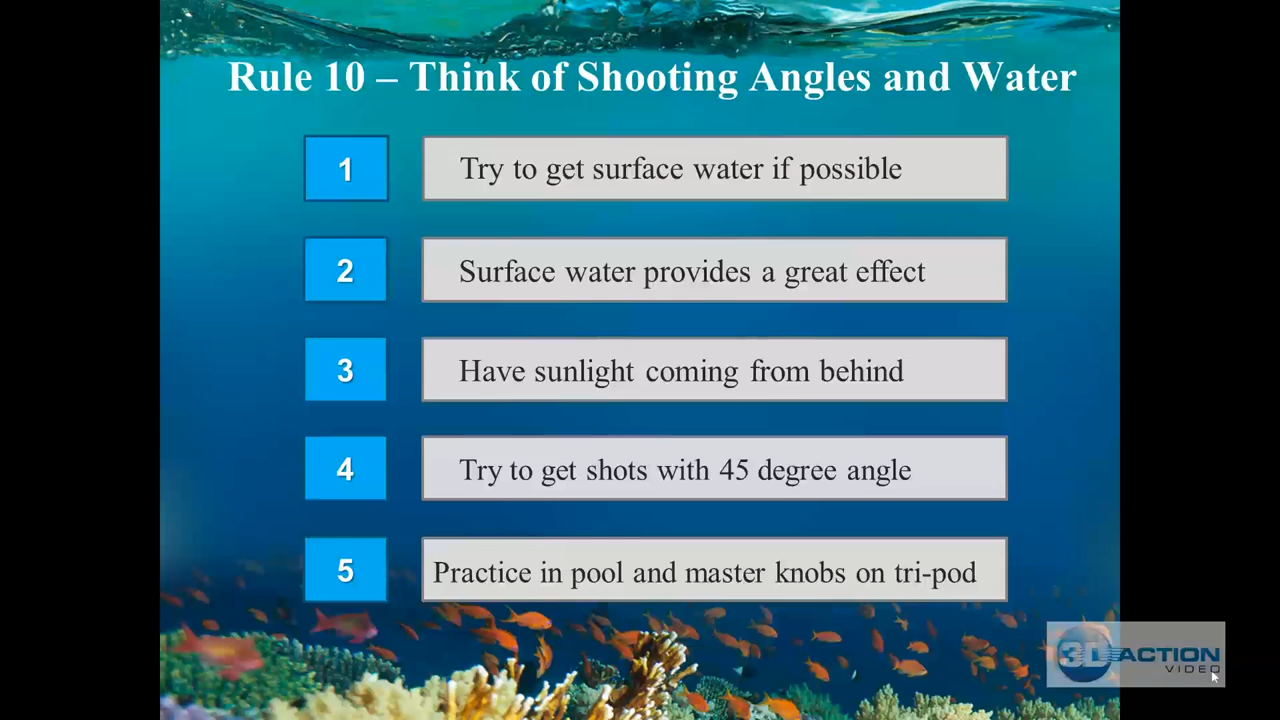 Rule 10 – Think of Shooting Angles and Water
1 Try to get surface water if possible
2 Surface water provides a great effect
3 Have sunlight coming from behind
4 Try to get shots with 45 degree angle
5 Practice in pool and master knobs on tri-pod
3D ACTION
VIDEO